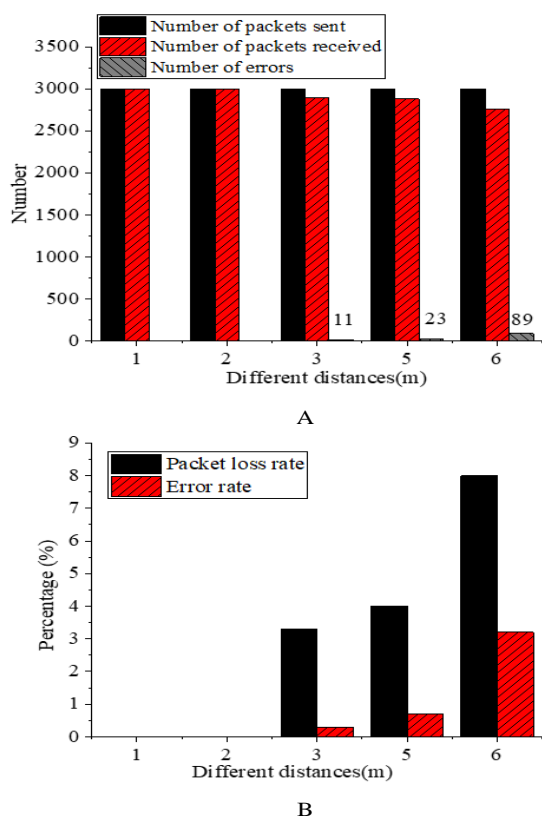 Number of packets sent
Number of packets received
Number of errors
3500
3000
2500
2000
1500
1000
500
0
Number
11
23
89
1 2 3 5 6
Different distances(m)
A
9
8
7
6
5
4
3
2
1
0
Percentage (%)
Packet loss rate
Error rate
1 2 3 5 6
Different distances(m)
B